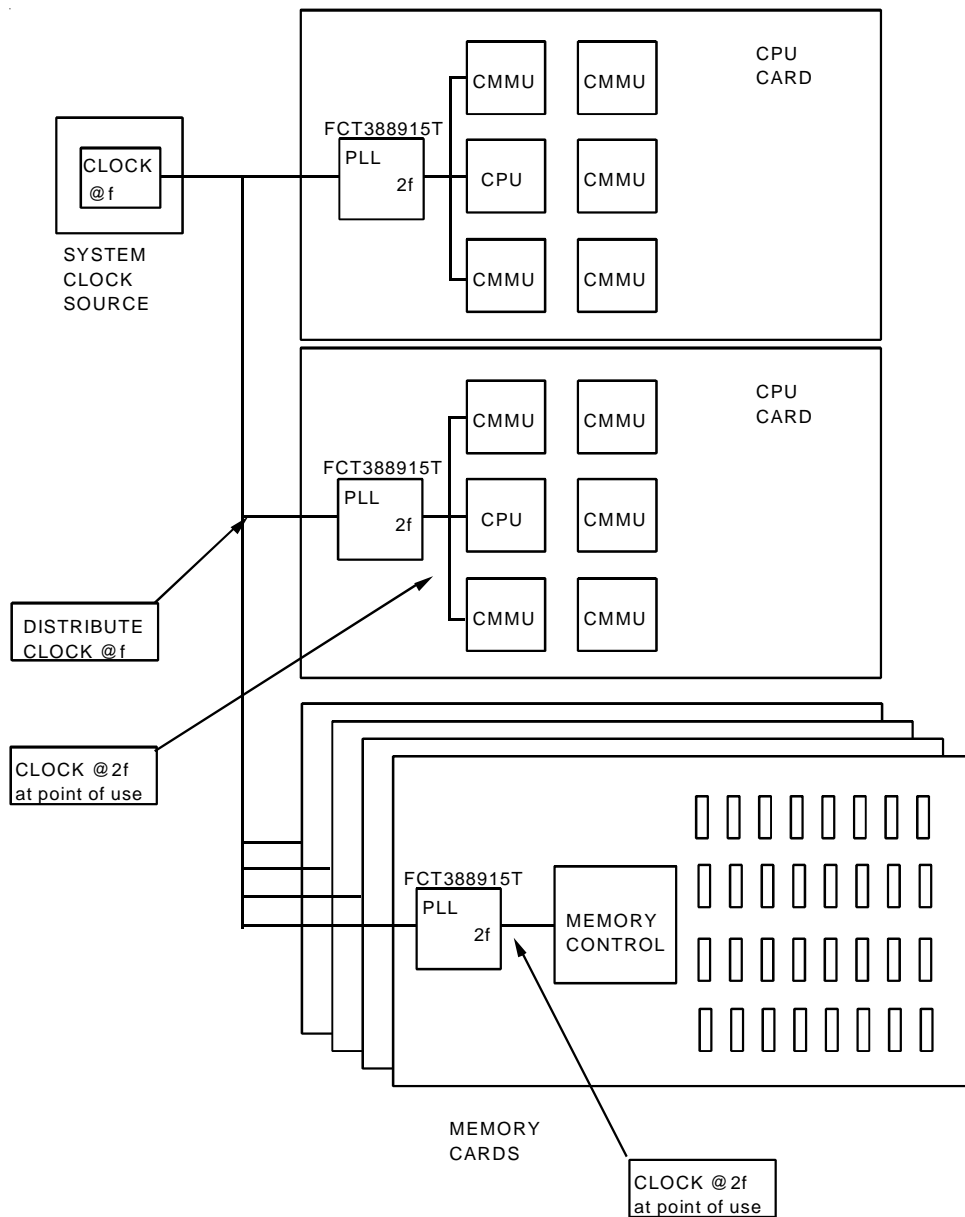 CPU
CARD
CMMU
CMMU
FCT388915T
PLL
2f
CPU
CMMU
CMMU
CMMU
CLOCK
@f
SYSTEM
CLOCK
SOURCE
CPU
CARD
CMMU
CMMU
FCT388915T
PLL
2f
CPU
CMMU
CMMU
CMMU
DISTRIBUTE
CLOCK @f
CLOCK @2f
at point of use
FCT388915T
PLL
2f
MEMORY
CONTROL
MEMORY
CARDS
CLOCK @2f
at point of use